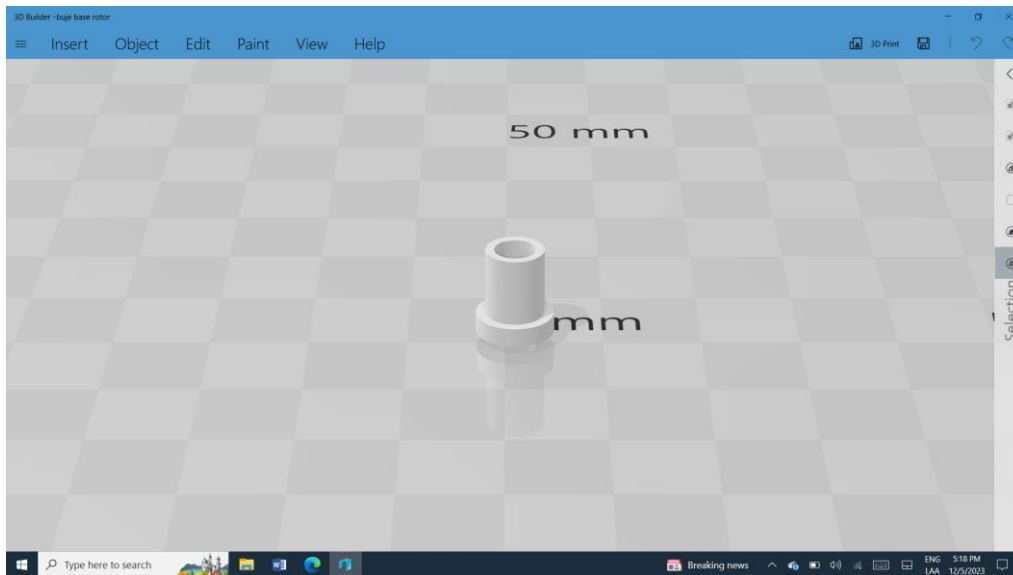 3D Builder - buje base rotor
Insert Object Edit Paint View Help
3D Print
50 mm
mm
Selection
Type here to search
Breaking news
ENG 5:18 PM
LAA 12/5/2023